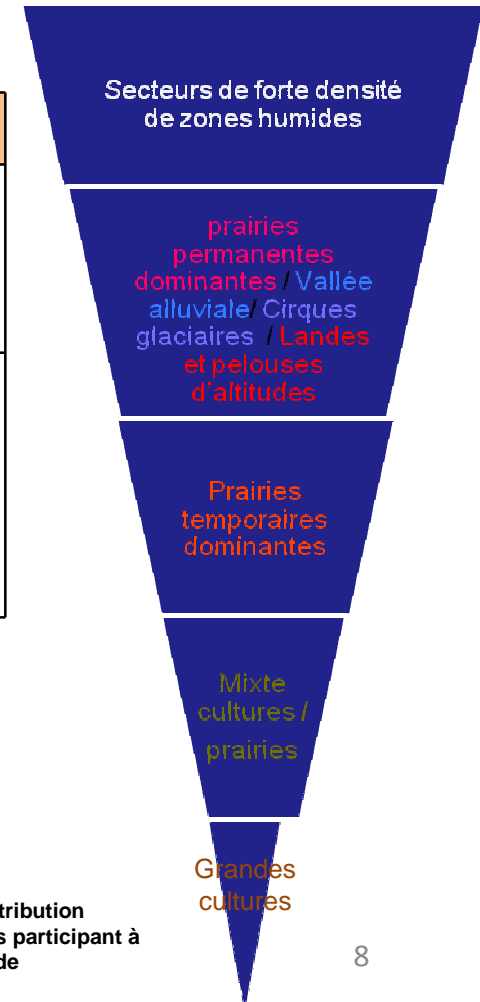 Secteurs de forte densité
de zones humides
prairies
permanentes
dominantes / Vallée
alluviale/ Cirques
glaciaires / Landes
et pelouses
d'altitudes
Prairies
temporaires
dominantes
Mixte
cultures /
prairies
Grandes
cultures
tribution
s participant à
de
8